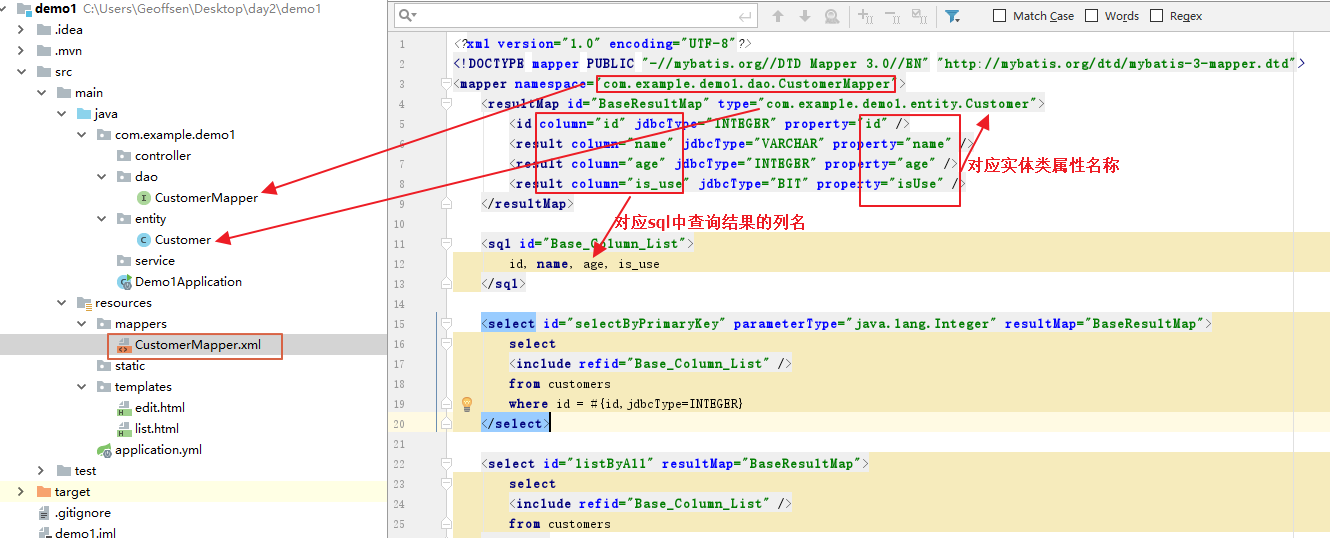 demo1 C:\Users\Geoffsen\Desktop\day2\demo1
.idea
.mvn
src
main
java
com.example.demo1
controller
dao
CustomerMapper
entity
Customer
service
Demo1Application
resources
mappers
CustomerMapper.xml
static
templates
edit.html
list.html
application.yml
test
target
.gitignore
demo1.iml
Match Case Words Regex
1 <?xml version="1.0" encoding="UTF-8"?>
2 <!DOCTYPE mapper PUBLIC "-//mybatis.org//DTD Mapper 3.0//EN" "http://mybatis.org/dtd/mybatis-3-mapper.dtd">
3 <mapper namespace="com.example.demo1.dao.CustomerMapper">
4 <resultMap id="BaseResultMap" type="com.example.demo1.entity.Customer">
5 <id column="id" jdbcType="INTEGER" property="id" />
6 <result column="name" jdbcType="VARCHAR" property="name" />
7 <result column="age" jdbcType="INTEGER" property="age" />
对应实体类属性名称
8 <result column="is_use" jdbcType="BIT" property="isUse" />
9 </resultMap>
10
对应sql中查询结果的列名
11 <sql id="Base_Column_List">
12 id, name, age, is_use
13 </sql>
14
15 <select id="selectByPrimaryKey" parameterType="java.lang.Integer" resultMap="BaseResultMap">
16 select
17 <include refid="Base_Column_List" />
18 from customers
19 where id = #{id,jdbcType=INTEGER}
20 </select>
21
22 <select id="listByAll" resultMap="BaseResultMap">
23 select
24 <include refid="Base_Column_List" />
25 from customers